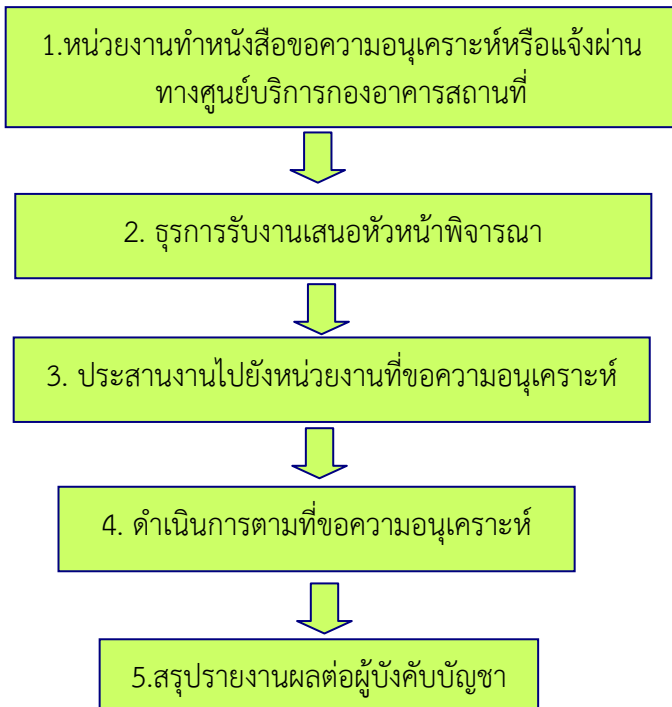 1.หน่วยงานทำหนังสือขอความอนุเคราะห์หรือแจ้งผ่าน
ทางศูนย์บริการกองอาคารสถานที่
2. ธุรการรับงานเสนอหัวหน้าพิจารณา
3. ประสานงานไปยังหน่วยงานที่ขอความอนุเคราะห์
4. ดำเนินการตามที่ขอความอนุเคราะห์
5.สรุปรายงานผลต่อผู้บังคับบัญชา